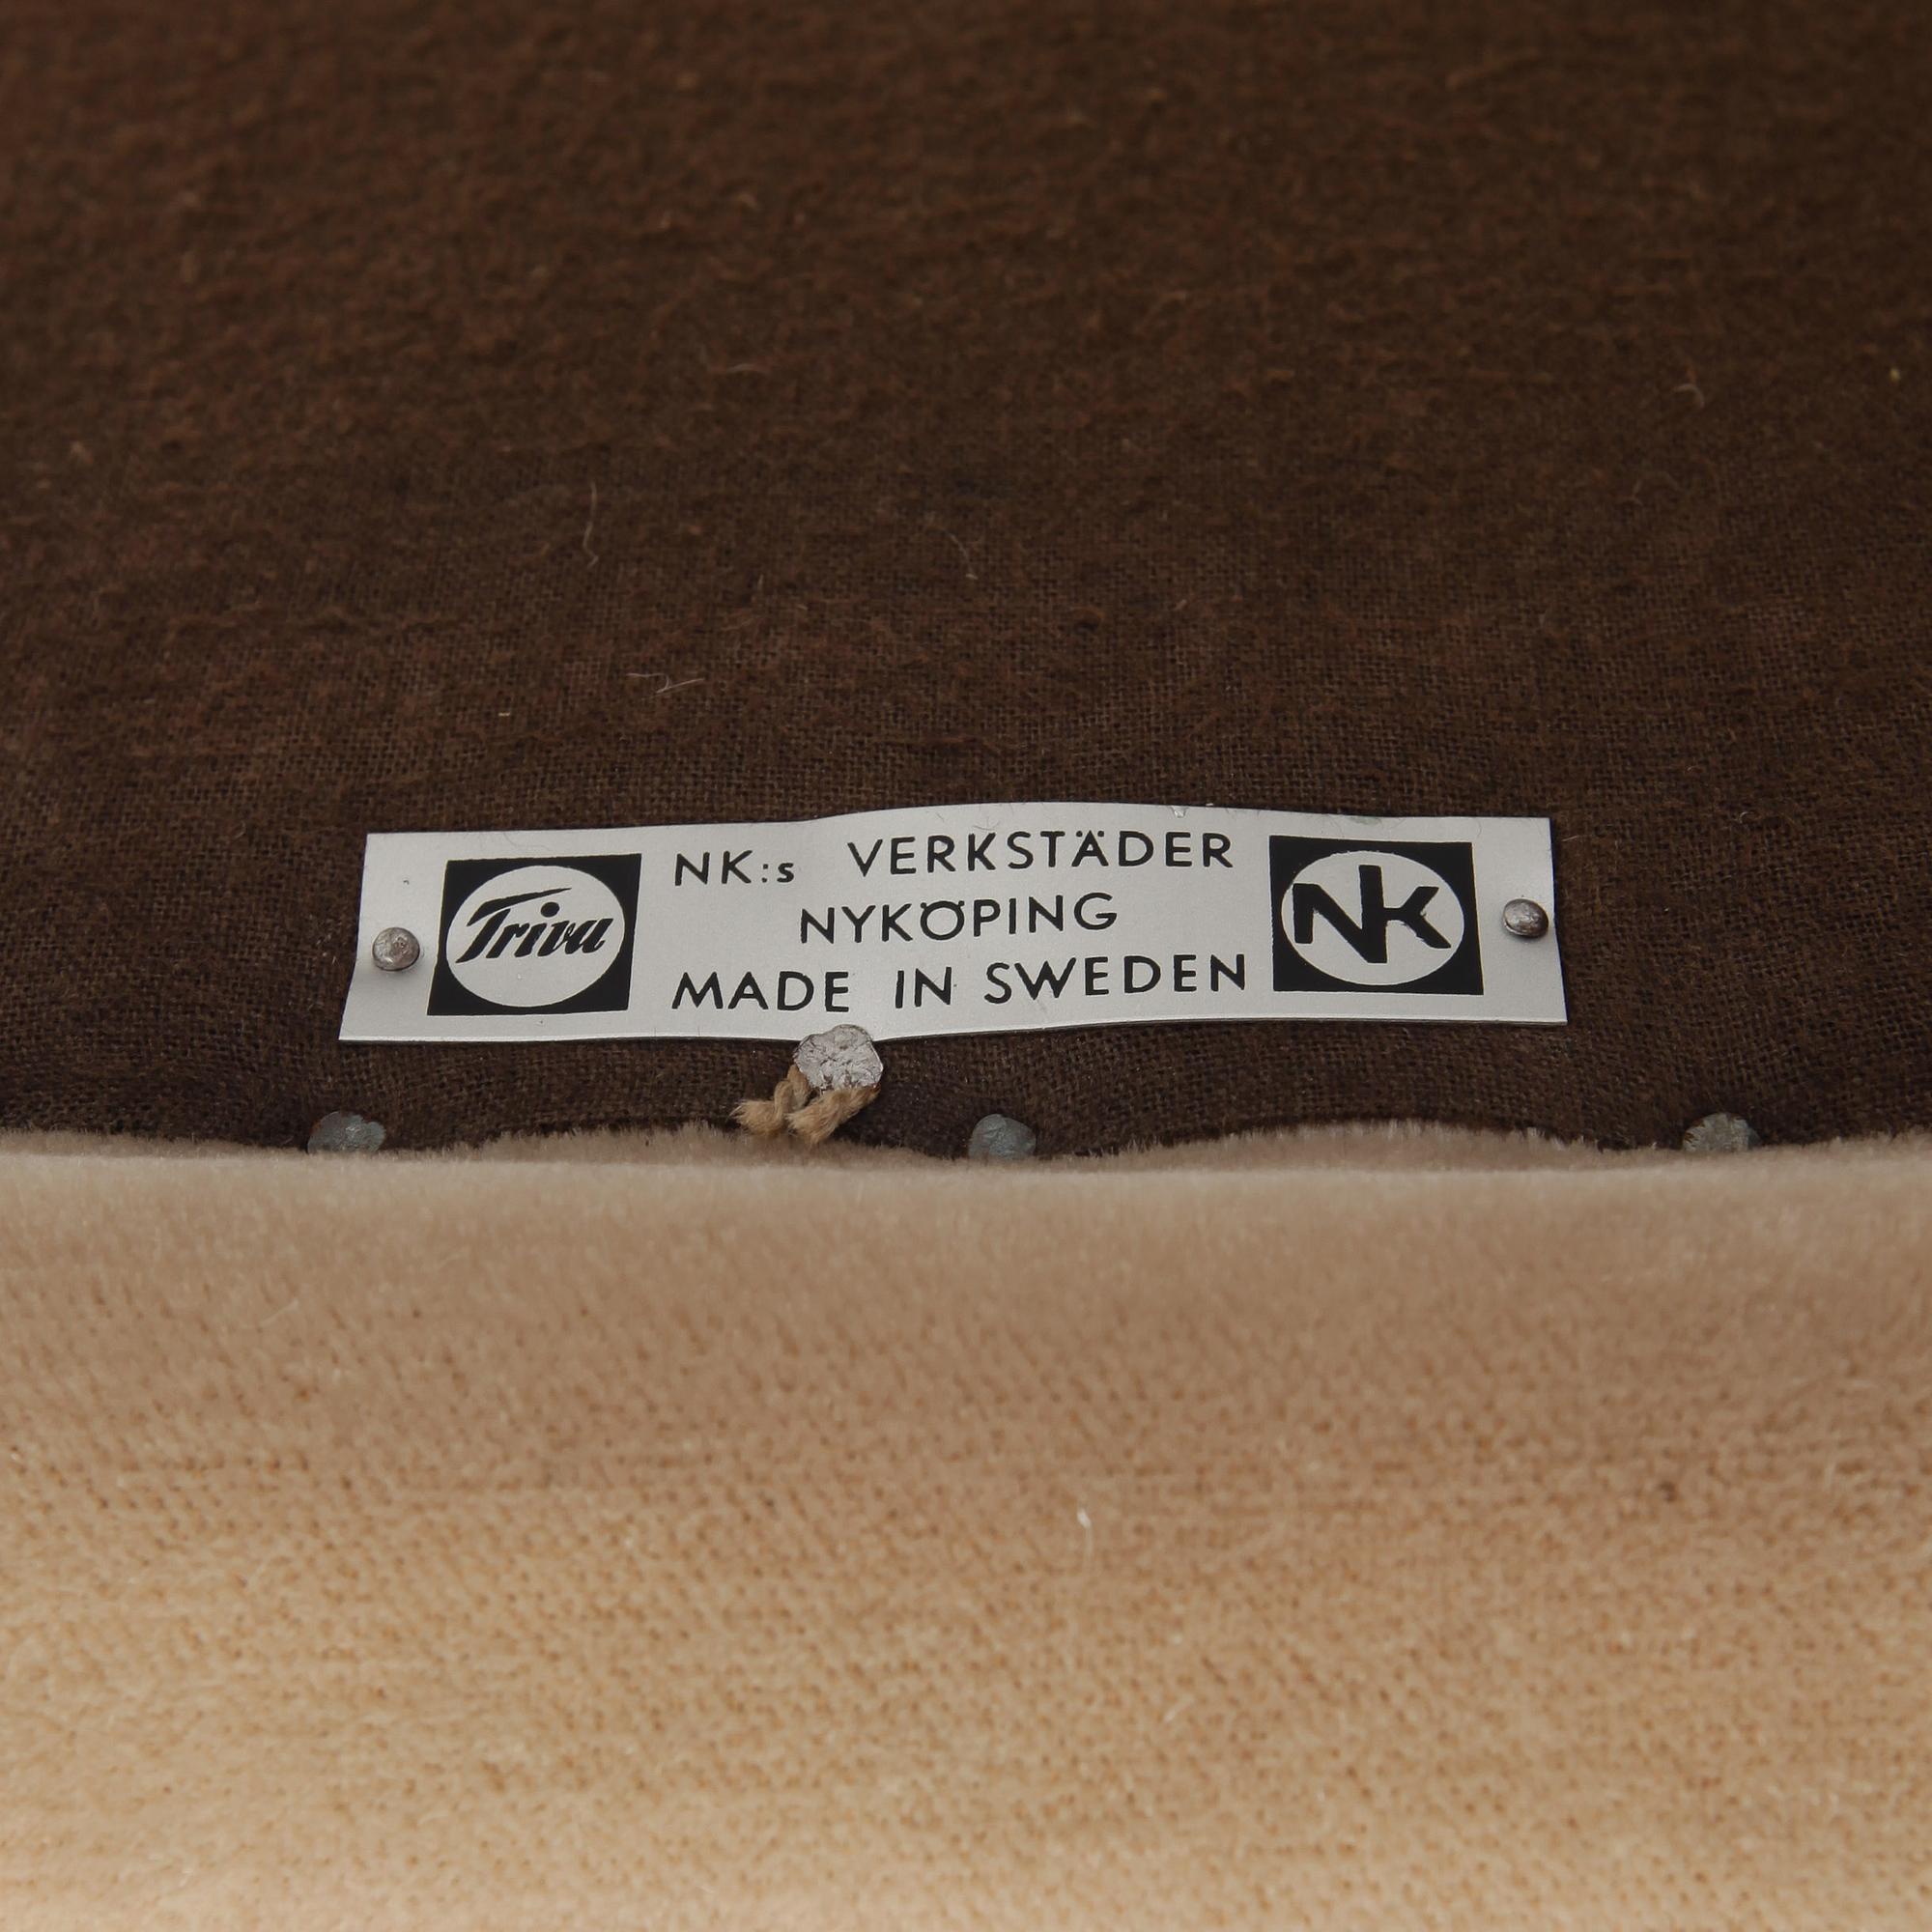 Triva
NK:s VERKSTÄDER
NYKÖPING
MADE IN SWEDEN
NK